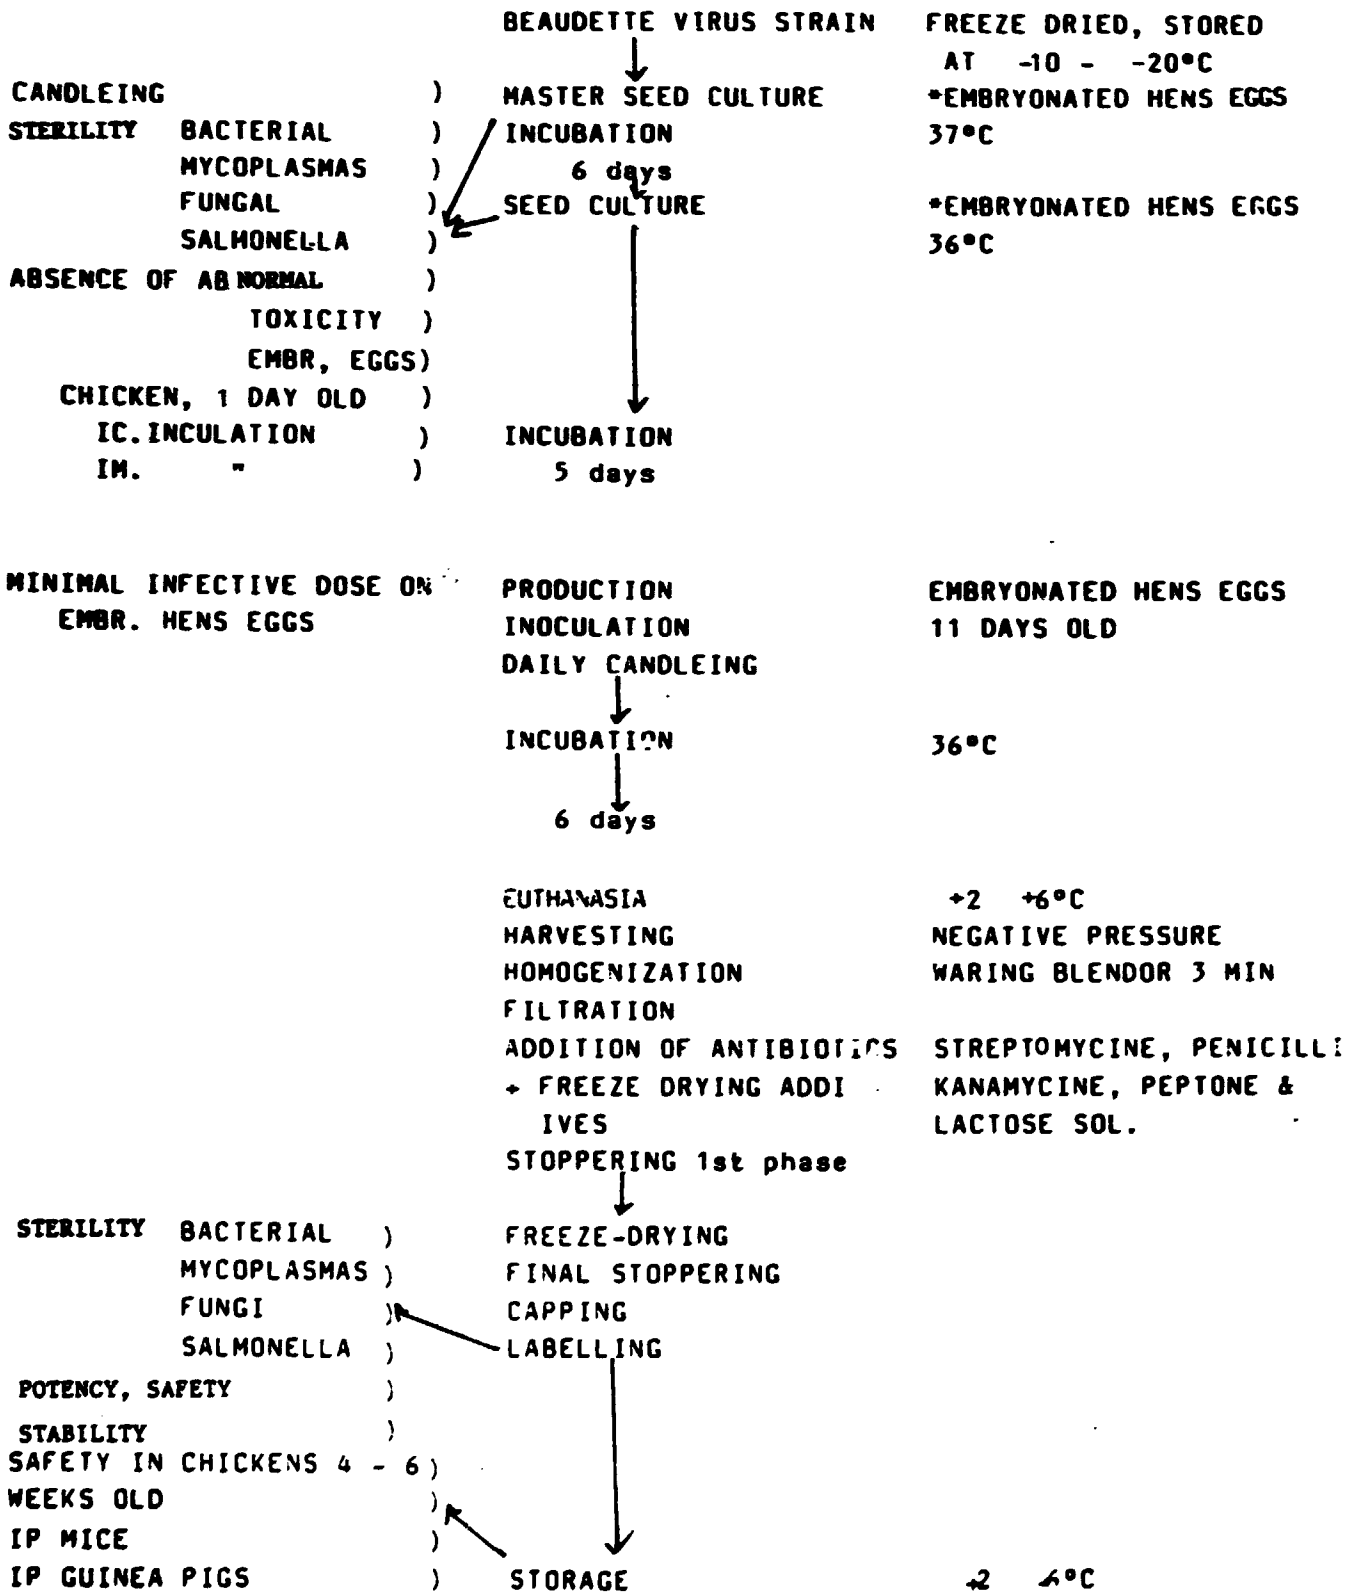 BEAUDETTE VIRUS STRAIN FREEZE DRIED, STORED
AT -10 - -20°C
CANDLEING ) MASTER SEED CULTURE *EMBRYONATED HENS EGGS
STERILITY BACTERIAL ) INCUBATION 37°C
MYCOPLASMAS ) 6 days
FUNGAL ) SEED CULTURE *EMBRYONATED HENS EGGS
SALMONELLA ) 36°C
ABSENCE OF ABNORMAL )
TOXICITY )
EMBR, EGGS)
CHICKEN, 1 DAY OLD )
IC.INCULATION ) INCUBATION
IM. " ) 5 days
MINIMAL INFECTIVE DOSE ON PRODUCTION EMBRYONATED HENS EGGS
EMBR. HENS EGGS INOCULATION 11 DAYS OLD
DAILY CANDLEING
INCUBATION 36°C
6 days
EUTHANASIA +2 +6°C
HARVESTING NEGATIVE PRESSURE
HOMOGENIZATION WARING BLENDOR 3 MIN
FILTRATION
ADDITION OF ANTIBIOTICS STREPTOMYCINE, PENICILLI
+ FREEZE DRYING ADDI KANAMYCINE, PEPTONE &
IVES LACTOSE SOL.
STOPPERING 1st phase
STERILITY BACTERIAL ) FREEZE-DRYING
MYCOPLASMAS ) FINAL STOPPERING
FUNGI ) CAPPING
SALMONELLA ) LABELLING
POTENCY, SAFETY )
STABILITY )
SAFETY IN CHICKENS 4 - 6 )
WEEKS OLD )
IP MICE )
IP GUINEA PIGS ) STORAGE +2 °C